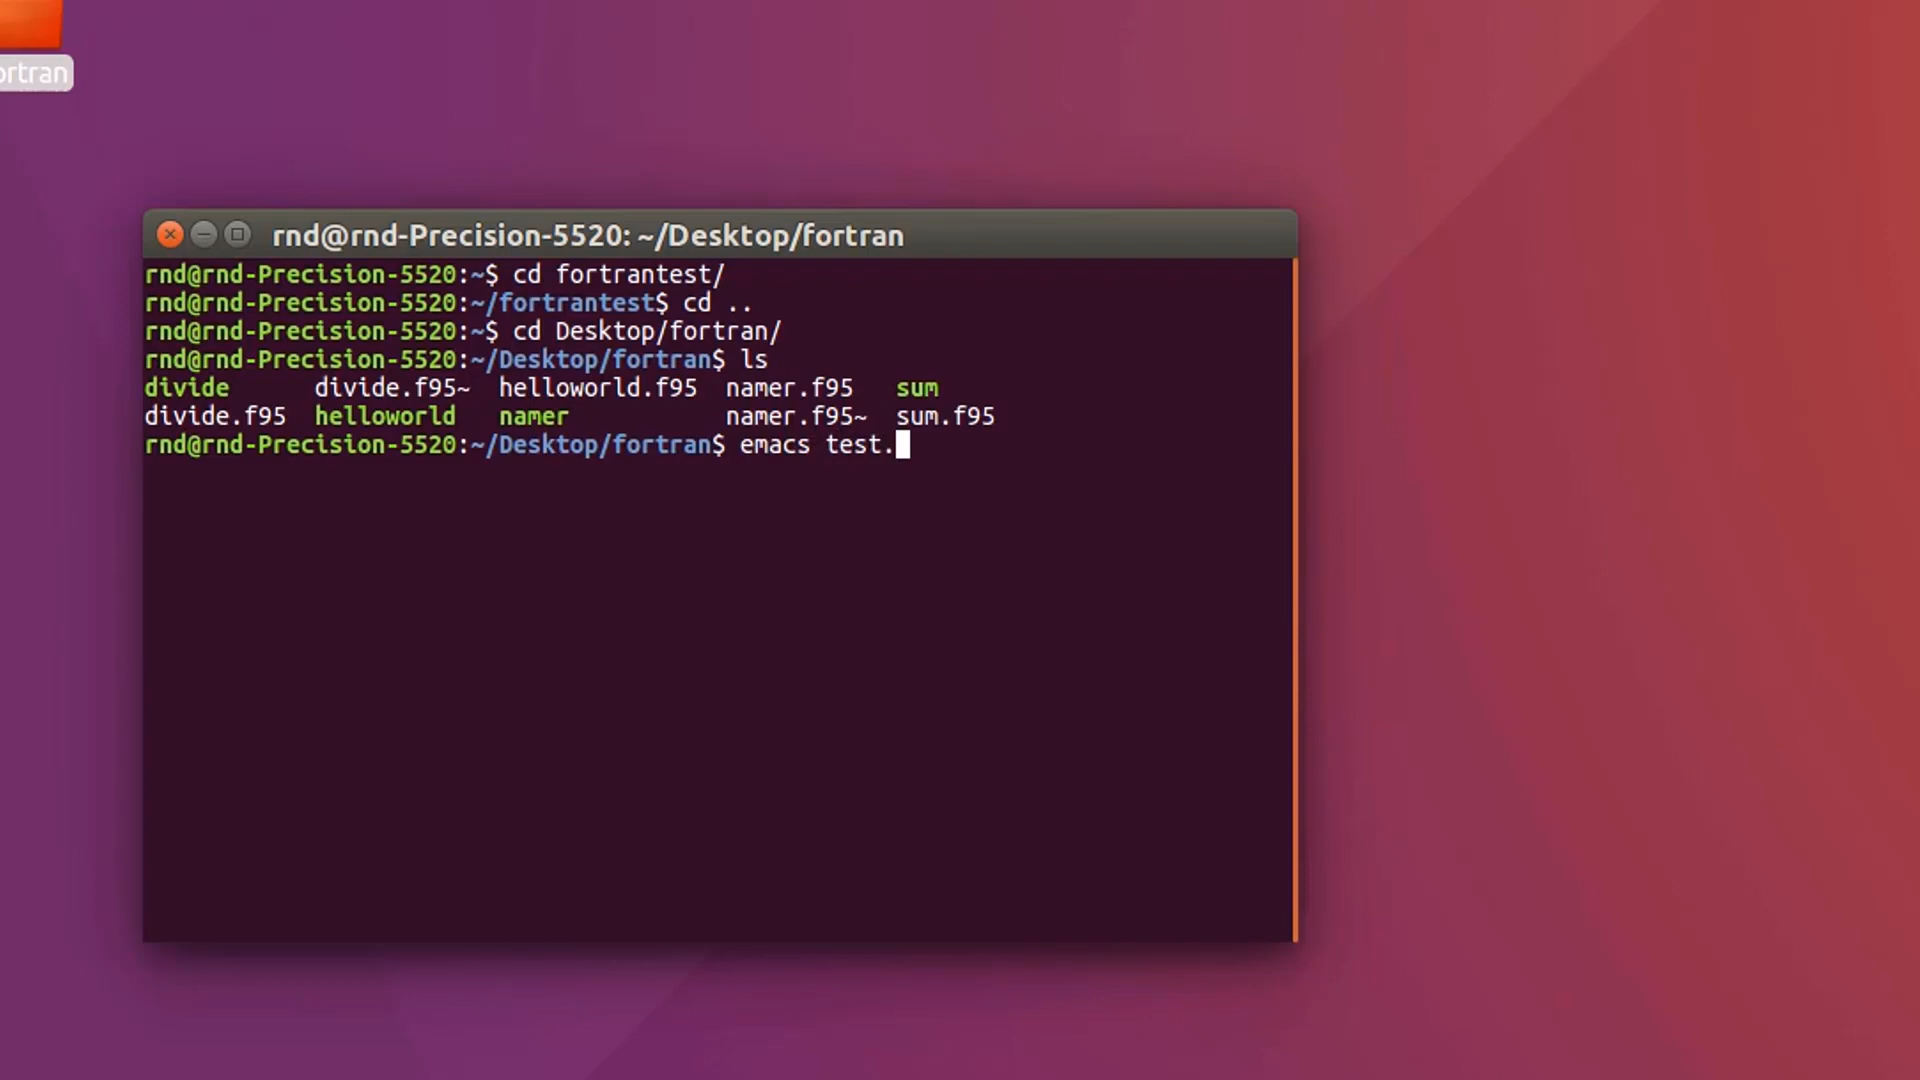 ortran
rnd@rnd-Precision-5520: ~/Desktop/fortran
rnd@rnd-Precision-5520:~$ cd fortrantest/
rnd@rnd-Precision-5520:~/fortrantest$ cd ..
rnd@rnd-Precision-5520:~$ cd Desktop/fortran/
rnd@rnd-Precision-5520:~/Desktop/fortran$ ls
divide divide.f95~ helloworld.f95 namer.f95 sum
divide.f95 helloworld namer namer.f95~ sum.f95
rnd@rnd-Precision-5520:~/Desktop/fortran$ emacs test.